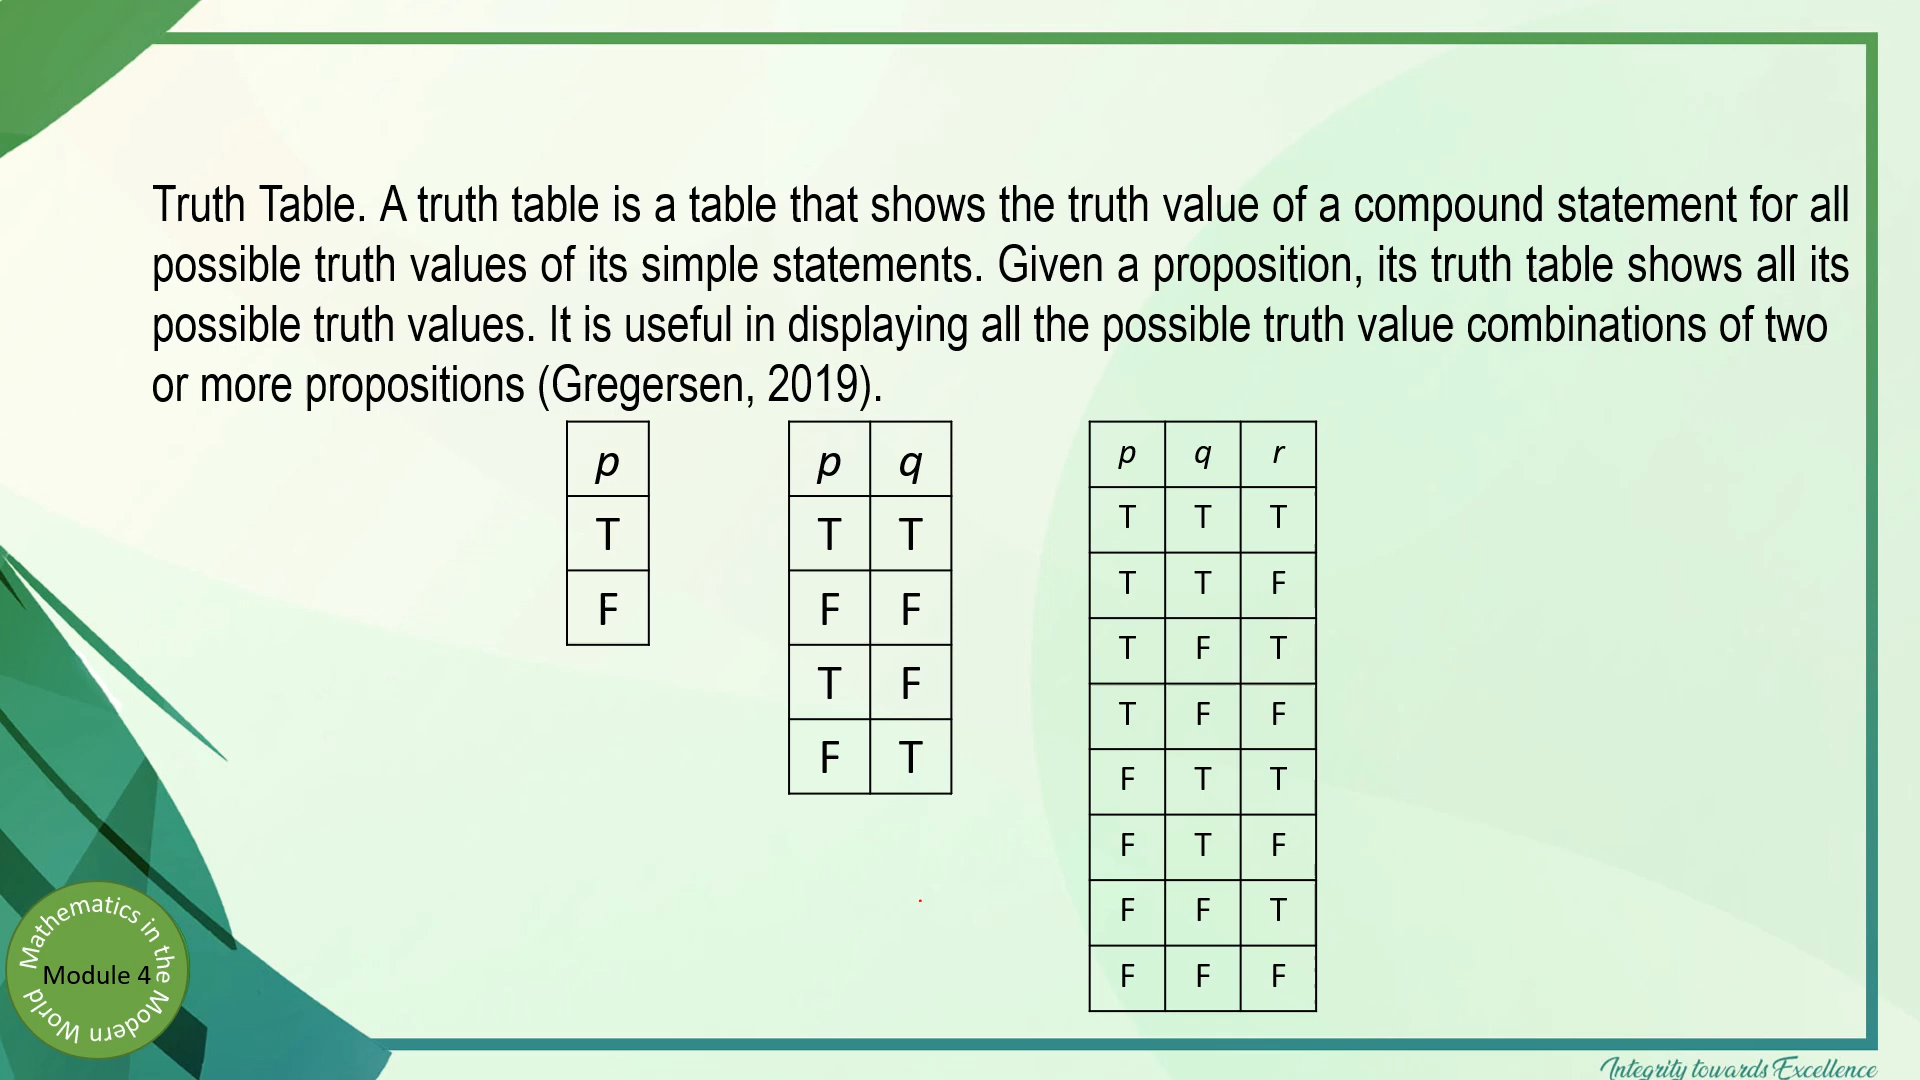 Truth Table. A truth table is a table that shows the truth value of a compound statement for all
possible truth values of its simple statements. Given a proposition, its truth table shows all its
possible truth values. It is useful in displaying all the possible truth value combinations of two
or more propositions (Gregersen, 2019).
p
T
F
p q
T T
F F
T F
F T
p q r
T T T
T T F
T F T
T F F
F T T
F T F
F F T
F F F
Mathematics in the Modern World
Module 4
Integrity towards Excellence